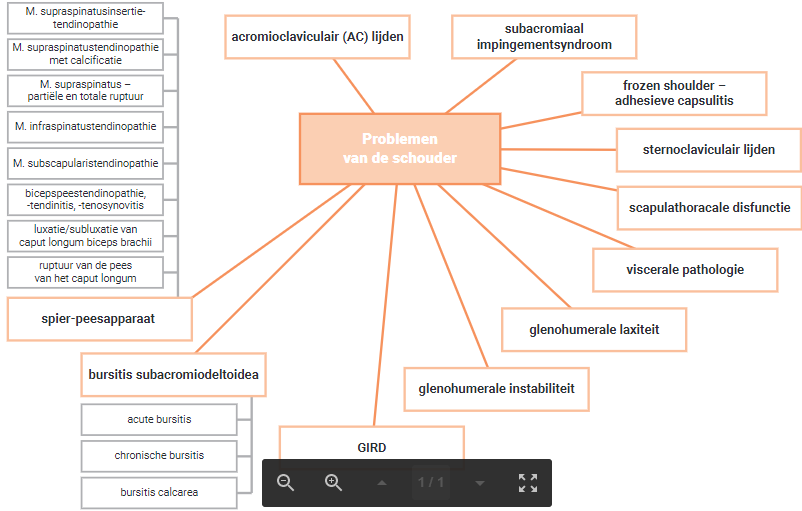 M. supraspinatusinsertie-
tendinopathie
M. supraspinatustendinopathie
met calcificatie
M. supraspinatus –
partiële en totale ruptuur
M. infraspinatustendinopathie
M. subscapularistendinopathie
bicepspeestendinopathie,
-tendinitis, -tenosynovitis
luxatie/subluxatie van
caput longum biceps brachii
ruptuur van de pees
van het caput longum
spier-peesapparaat
bursitis subacromiodeltoidea
acute bursitis
chronische bursitis
bursitis calcarea
acromioclaviculair (AC) lijden
subacromiaal
impingementsyndroom
Problemen
van de schouder
frozen shoulder –
adhesieve capsulitis
sternoclaviculair lijden
scapulathoracale disfunctie
viscerale pathologie
glenohumerale laxiteit
glenohumerale instabiliteit
GIRD
1 / 1